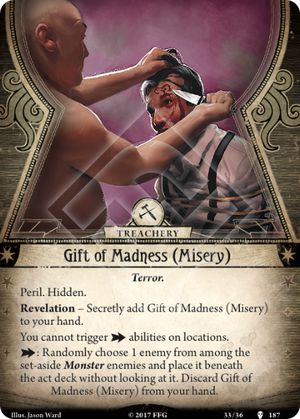 TREACHERY
Gift of Madness (Misery)
Terror.
Peril. Hidden.
Revelation – Secretly add Gift of Madness (Misery)
to your hand.
You cannot trigger abilities on locations.
: Randomly choose 1 enemy from among the
set-aside Monster enemies and place it beneath
the act deck without looking at it. Discard Gift of
Madness (Misery) from your hand.
Illus. Jason Ward
© 2017 FFG
33/36
187